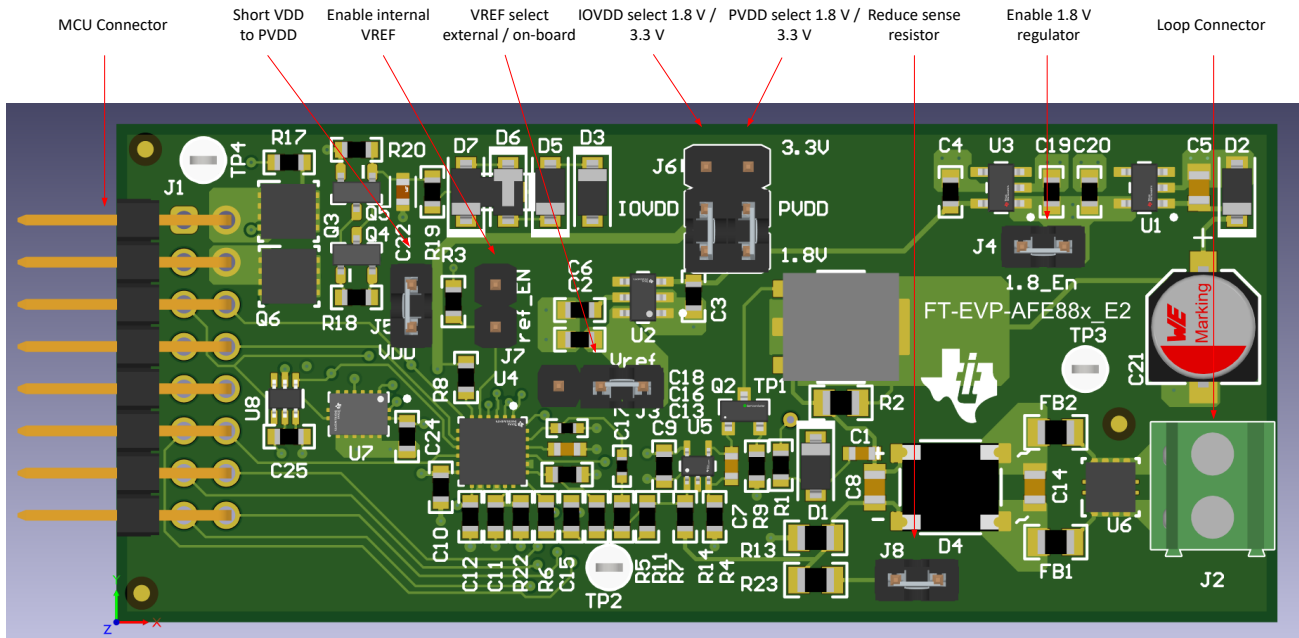 MCU Connector
Short VDD
to PVDD
Enable internal
VREF
VREF select
external / on-board
IOVDD select 1.8 V /
3.3 V
PVDD select 1.8 V /
3.3 V
Reduce sense
resistor
Enable 1.8 V
regulator
Loop Connector
J1
TP4
R17
R20
Q3
Q5
Q4
C22
R19
D7
D6
D5
D3
J6
3.3V
IOVDD
PVDD
1.8V
C4
U3
C19
C20
U1
C5
D2
J4
1.8_En
Q6
R18
J5
VDD
R3
ref_EN
J7
C6
C2
U2
C3
FT-EVP-AFE88x_E2
TP3
C21
WE
Marking
+
Vref
J3
C18
C16
C13
Q2
TP1
R2
U8
C25
U7
C24
R8
U4
C17
C9
U5
C1
+
C8
-
~
~
D4
C14
FB2
FB1
U6
J2
C10
C12
C11
R22
R6
C15
TP2
R5
R11
R7
R14
R4
C7
R9
R1
D1
R13
R23
J8
Y
Z
X